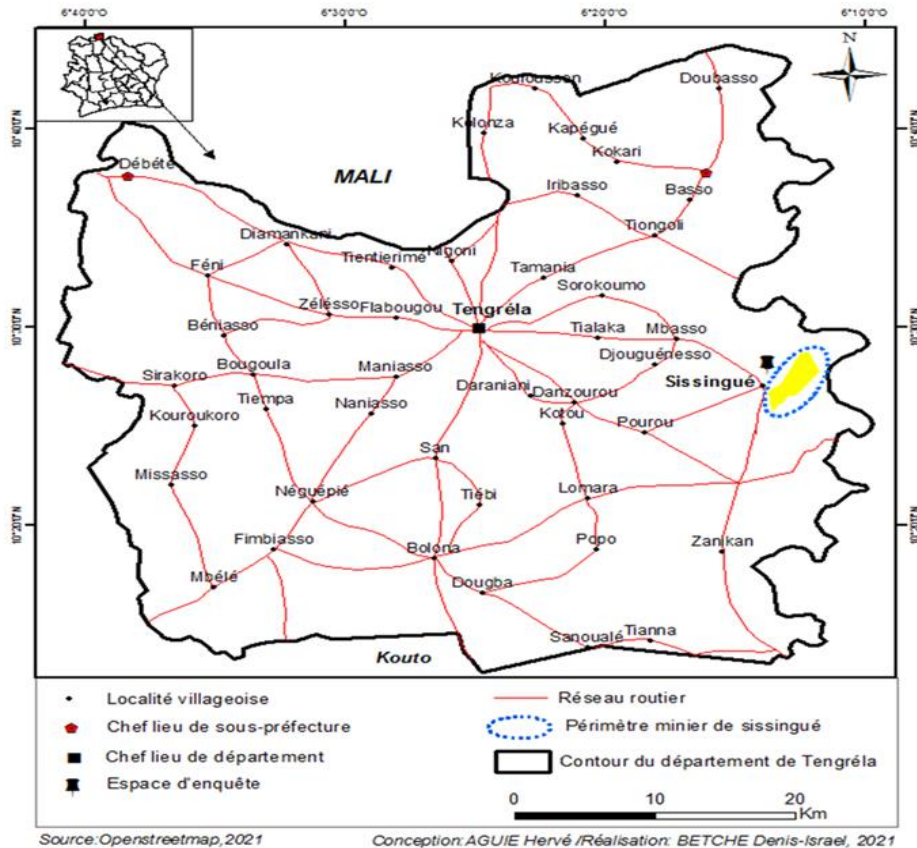 6°40'0"O 6°30'0"O 6°20'0"O 6°10'0"O
N
Koulousson
Doubasso
Kolonza
Kapégué
10°40'0"N
Kokari
Débété
MALI
Iribasso
Basso
Diamankani
Tiongoli
Trentierimé
Nigoni
Féni
Tamania
Sorokoumo
Zélésso
Flabougou
Tengréla
10°30'0"N
Béniasso
Tialaka
Mbasso
Djouguénesso
Sirakoro
Bougoula
Maniasso
Daraniani
Danzourou
Sissingué
Kouroukoro
Tiempa
Naniasso
Kotou
Pourou
San
Missasso
Néguépié
Tiébi
Lomara
10°20'0"N
Fimbiasso
Bolona
Popo
Zanikan
Mbélé
Dougba
Sanoualé
Tianna
Kouto
Localité villageoise
Réseau routier
Chef lieu de sous-préfecture
Périmètre minier de sissingué
Chef lieu de département
Contour du département de Tengréla
Espace d'enquête
0 10 20
Km
Source:Openstreetmap,2021
Conception:AGUIE Hervé /Réalisation: BETCHE Denis-Israel, 2021